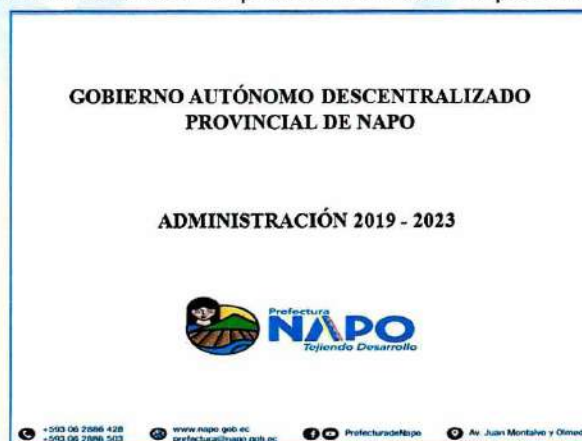 GOBIERNO AUTÓNOMO DESCENTRALIZADO
PROVINCIAL DE NAPO
ADMINISTRACIÓN 2019 - 2023
Prefectura
NAPO
Tejiendo Desarrollo
+593 06 2886 428
+593 06 2886 503
www.napo.gob.ec
prefectura@napo.gob.ec
PrefecturadeNapo
Av. Juan Montalvo y Olmedo